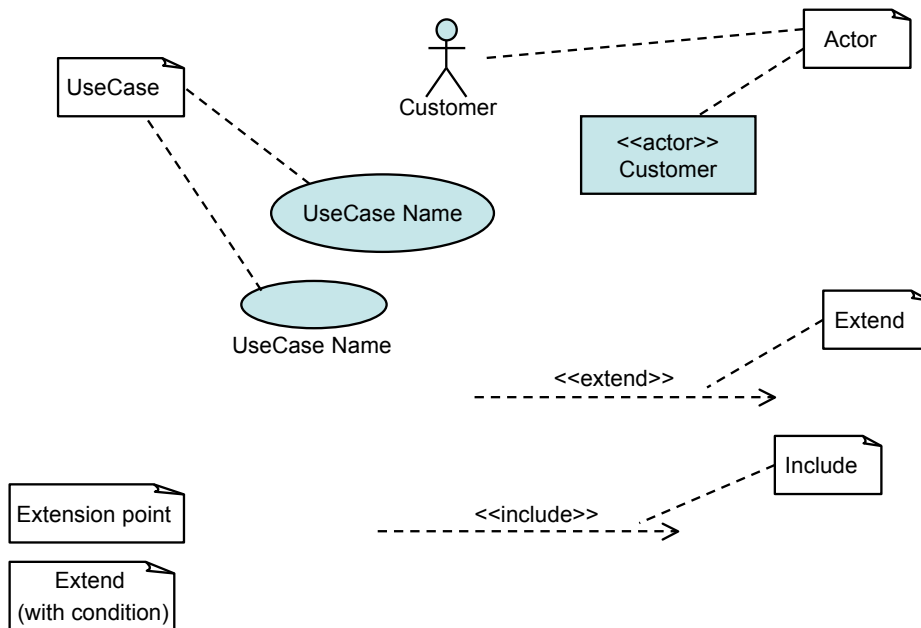 Actor
UseCase
Customer
<<actor>>
Customer
UseCase Name
UseCase Name
Extend
<<extend>>
Include
<<include>>
Extension point
Extend
(with condition)